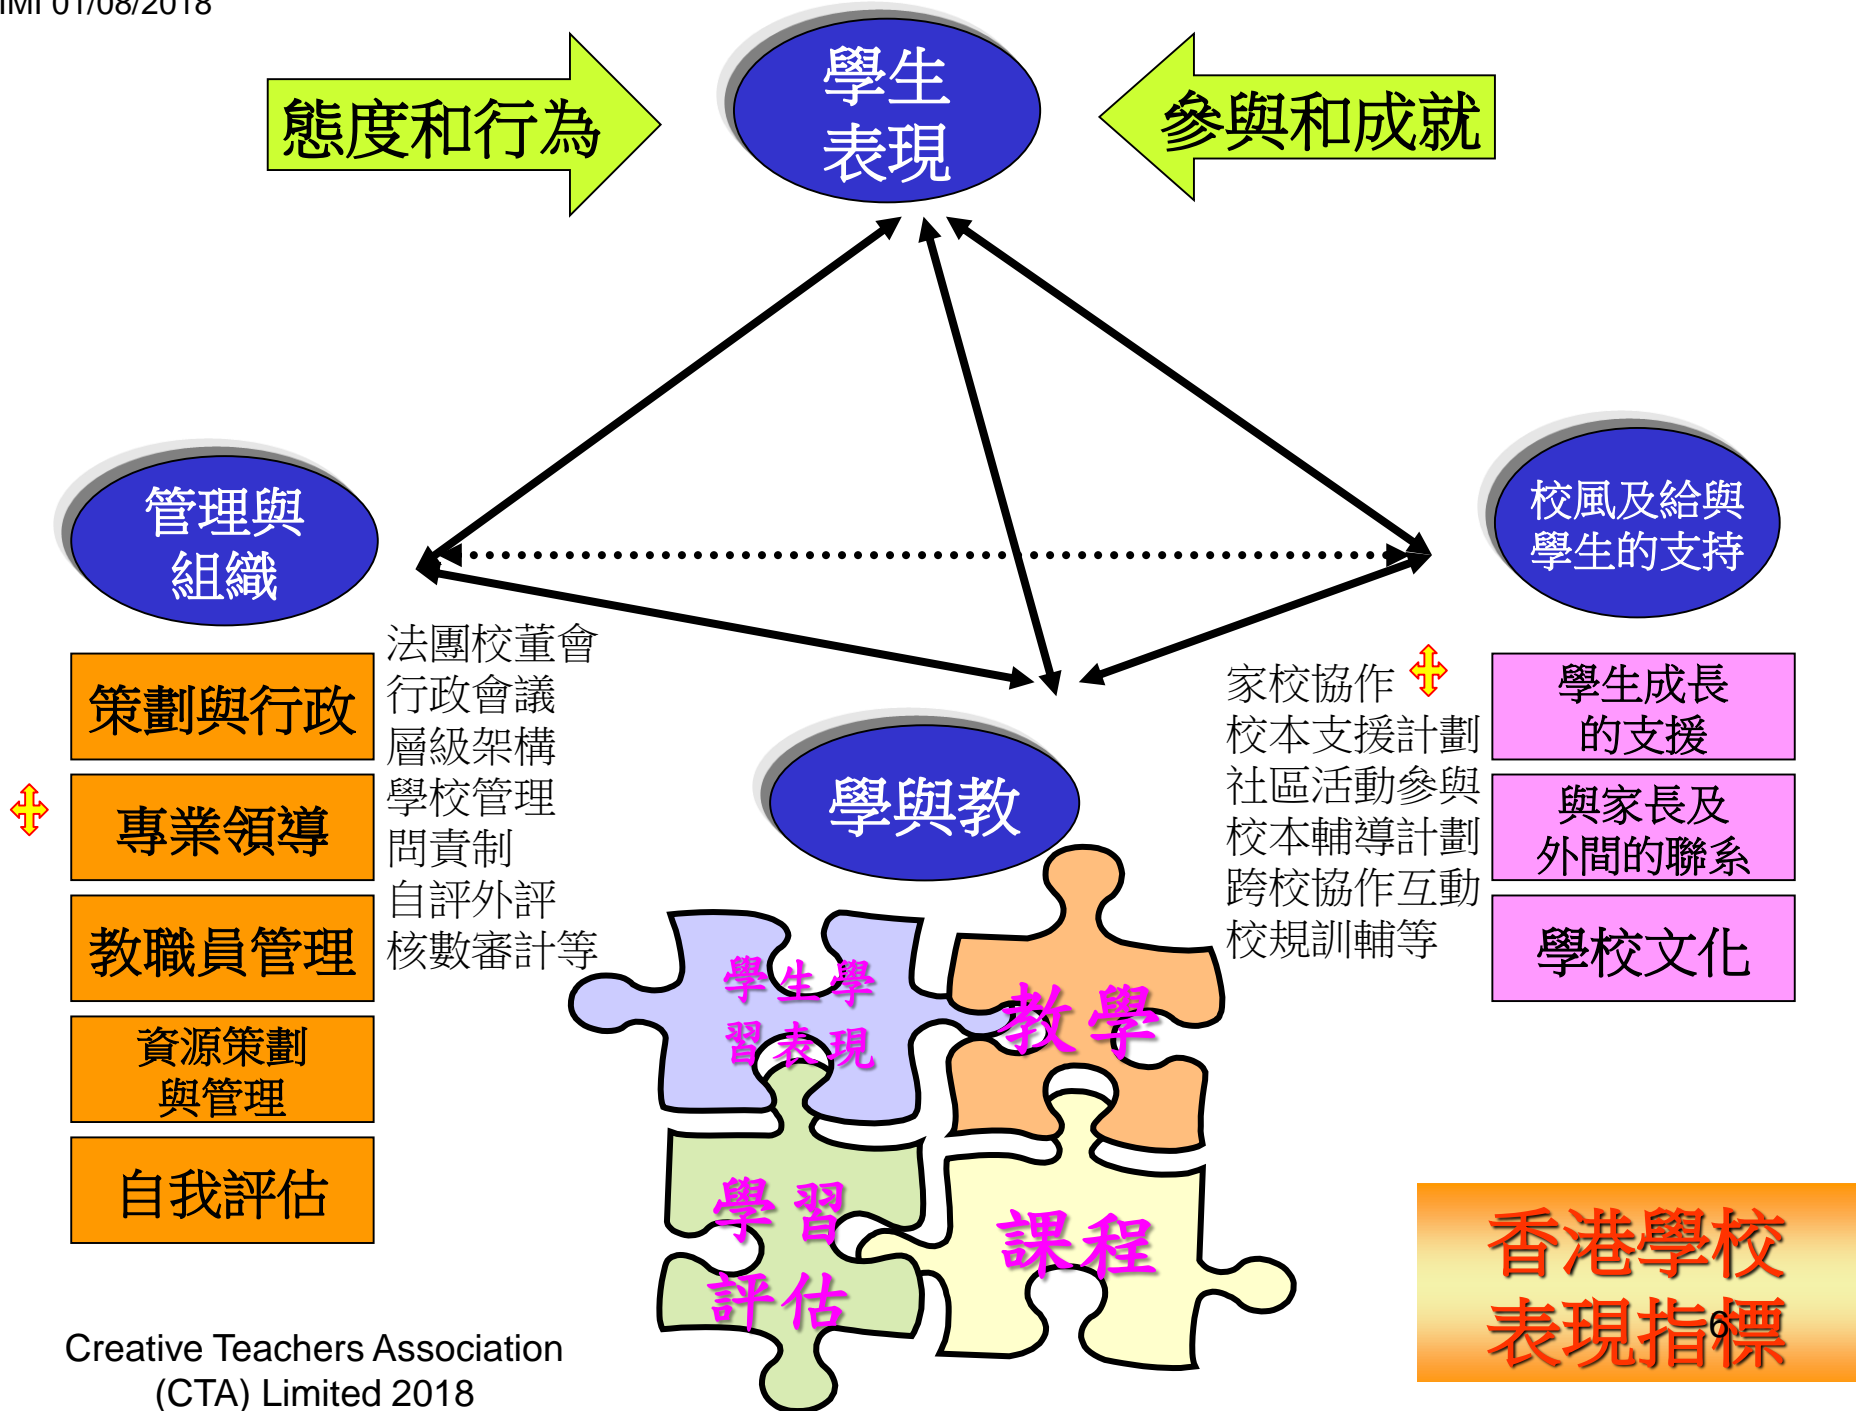 01/08/2018
學生
表現
態度和行為
參與和成就
管理與
組織
校風及給與
學生的支持
策劃與行政
專業領導
教職員管理
資源策劃
與管理
自我評估
法團校董會
行政會議
層級架構
學校管理
問責制
自評外評
核數審計等
學與教
學生學
習表現
教學
學習
評估
課程
家校協作
校本支援計劃
社區活動參與
校本輔導計劃
跨校協作互動
校規訓輔等
學生成長
的支援
與家長及
外間的聯系
學校文化
香港學校
表現指標
6
Creative Teachers Association
(CTA) Limited 2018